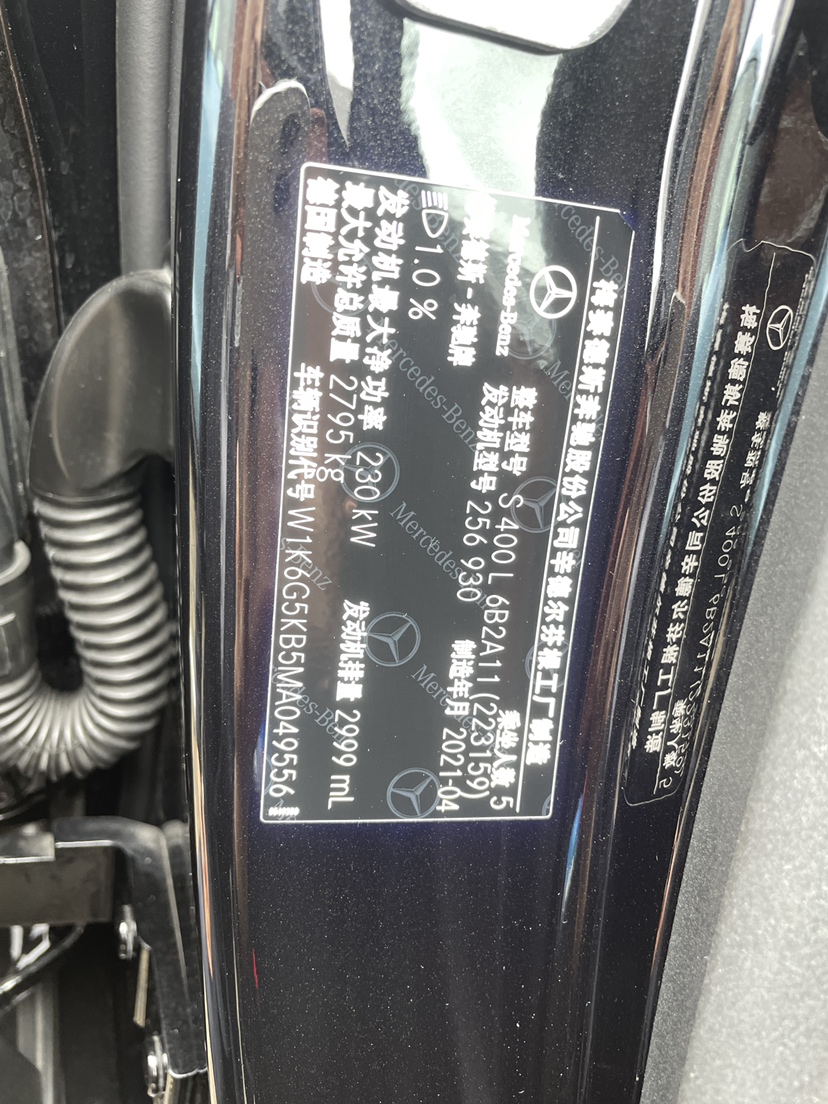 梅赛德斯奔驰股份公司辛德尔芬根工厂制造
Mercedes-Benz
梅赛德斯-奔驰牌
整车型号 S 400 L 6B2A11 (223159)
乘坐人数 5
发动机型号 256 930
制造年月 2021-04
1.0 %
发动机最大净功率 230 kW
发动机排量 2999 mL
最大允许总质量 2795 kg
德国制造
车辆识别代号 W1K6G5KB5MA049556